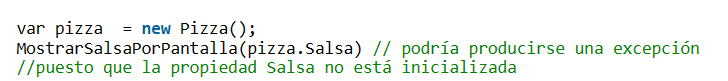 var pizza  = new Pizza();
MostrarSalsaPorPantalla(pizza.Salsa) // podría producirse una excepción
//puesto que la propiedad Salsa no está inicializada